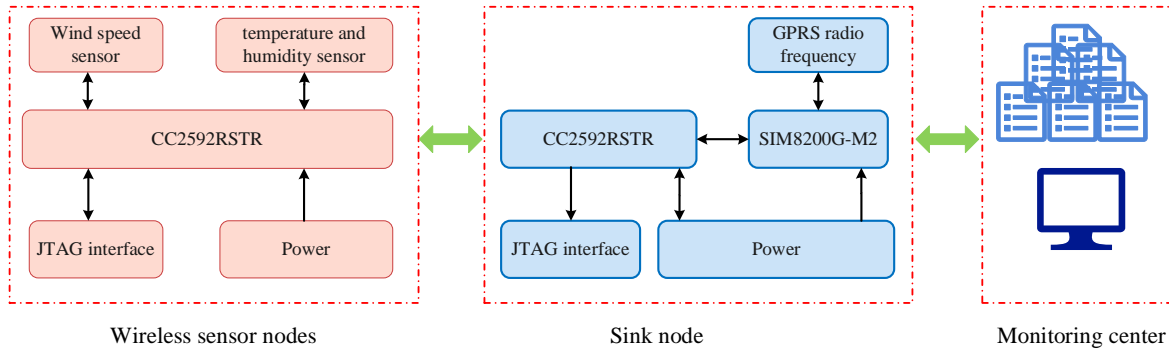 Wind speed
sensor
temperature and
humidity sensor
CC2592RSTR
JTAG interface
Power
Wireless sensor nodes
GPRS radio
frequency
CC2592RSTR
SIM8200G-M2
JTAG interface
Power
Sink node
Monitoring center